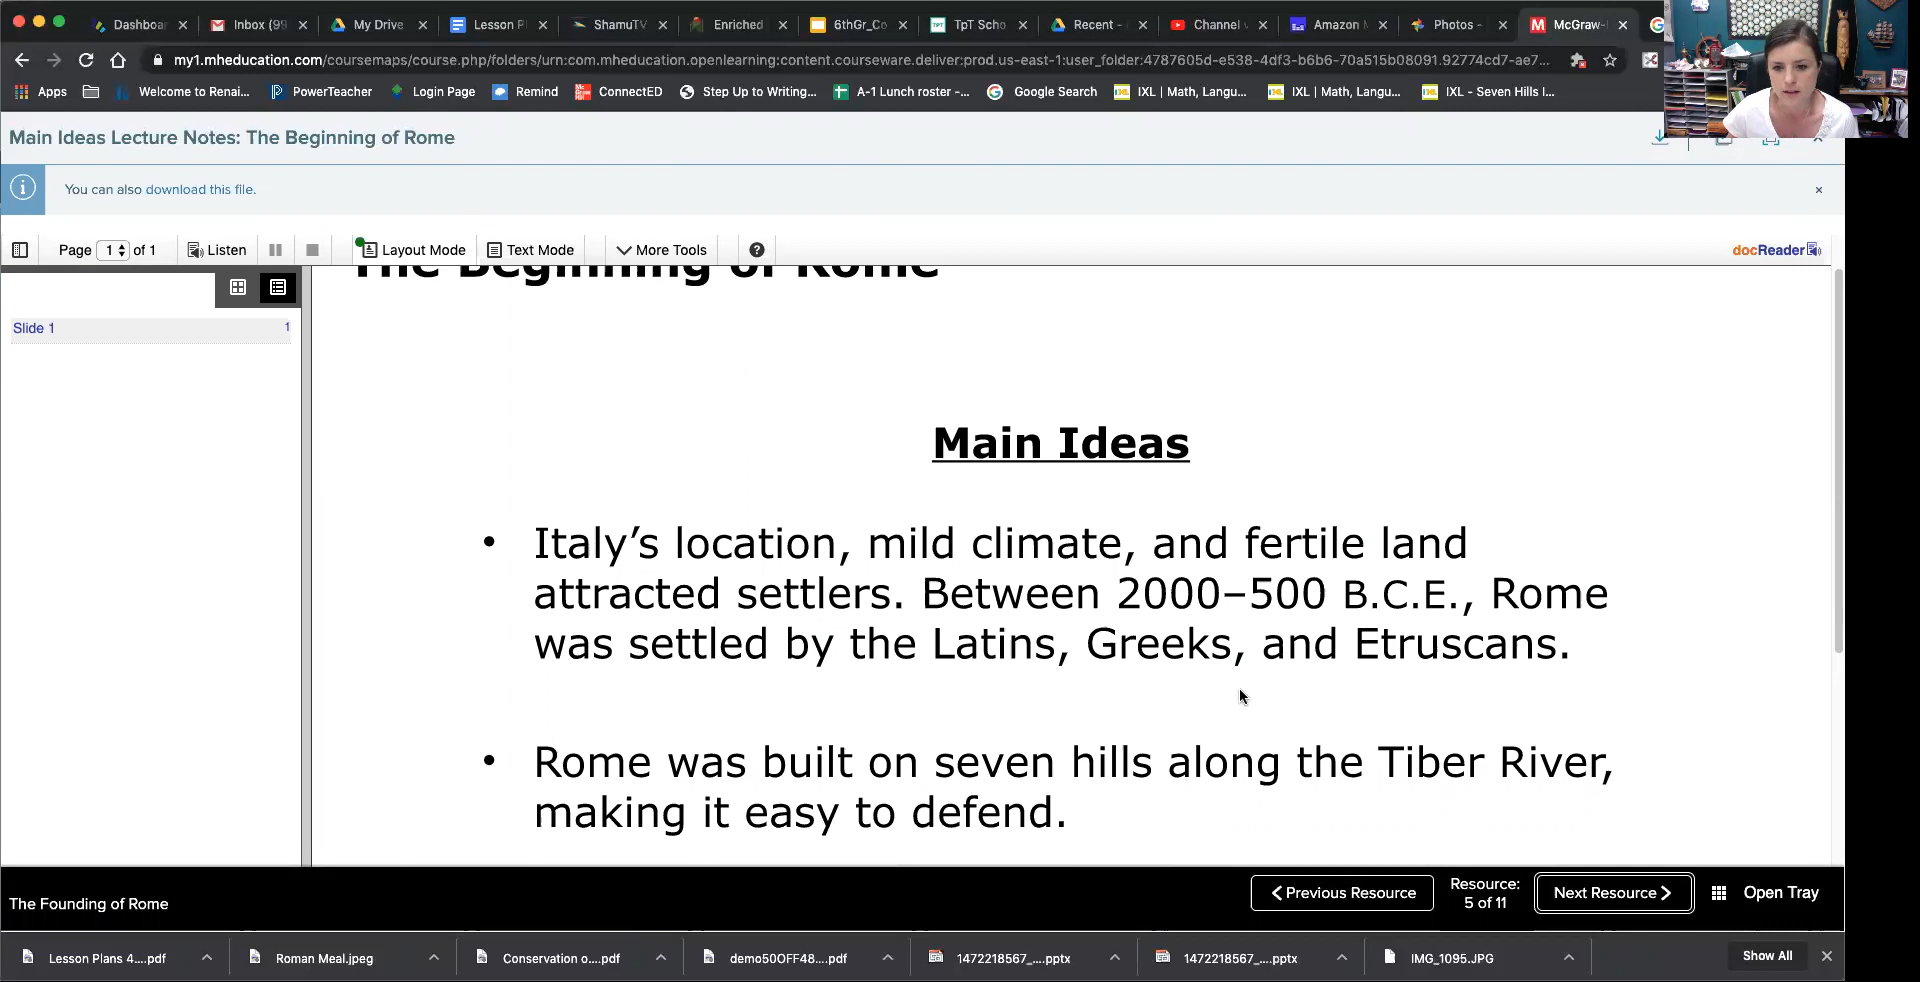 Dashboar
Inbox (99
My Drive
Lesson P
ShamuTV
Enriched
6thGr_Co
TpT Scho
Recent -
Channel
Amazon
Photos -
McGraw-
my1.mheducation.com/coursemaps/course.php/folders/urn:com.mheducation.openlearning:content.courseware.deliver:prod.us-east-1:user_folder:4787605d-e538-4df3-b6b6-70a515b08091.92774cd7-ae7...
Apps
Welcome to Renai...
PowerTeacher
Login Page
Remind
ConnectED
Step Up to Writing...
A-1 Lunch roster -...
Google Search
IXL | Math, Langu...
IXL | Math, Langu...
IXL - Seven Hills I...
Main Ideas Lecture Notes: The Beginning of Rome
You can also download this file.
Page 1 of 1
Listen
Layout Mode
Text Mode
More Tools
docReader
The Beginning of Rome
Slide 1 1
Main Ideas
• Italy’s location, mild climate, and fertile land
attracted settlers. Between 2000–500 B.C.E., Rome
was settled by the Latins, Greeks, and Etruscans.
• Rome was built on seven hills along the Tiber River,
making it easy to defend.
The Founding of Rome
Previous Resource
Resource:
5 of 11
Next Resource
Open Tray
Lesson Plans 4....pdf
Roman Meal.jpeg
Conservation o....pdf
demo50OFF48....pdf
1472218567_....pptx
1472218567_....pptx
IMG_1095.JPG
Show All